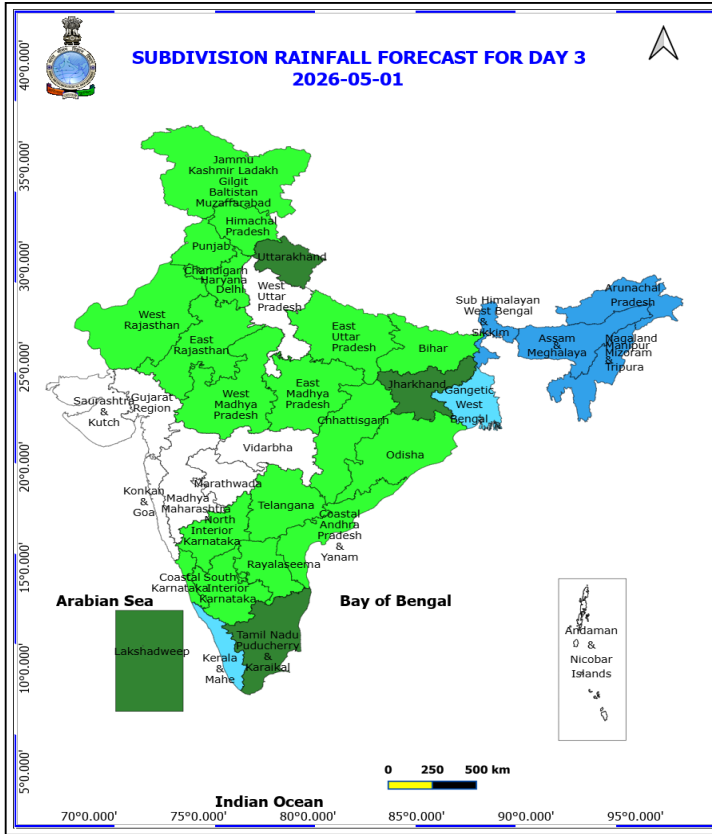 SUBDIVISION RAINFALL FORECAST FOR DAY 3
2026-05-01
40°0.000'
35°0.000'
30°0.000'
25°0.000'
20°0.000'
15°0.000'
10°0.000'
5°0.000'
Jammu
Kashmir Ladakh
Gilgit
Baltistan
Muzaffarabad
Himachal
Pradesh
Punjab
Uttarakhand
Chandigarh
Haryana
Delhi
West
Uttar
Pradesh
West
Rajasthan
East
Rajasthan
East
Uttar
Pradesh
Bihar
Sub Himalayan
West Bengal
&
Sikkim
Arunachal
Pradesh
Assam
&
Meghalaya
Nagaland
Manipur
Mizoram
&
Tripura
Jharkhand
Gangetic
West
Bengal
Saurashtra
&
Kutch
Gujarat
Region
West
Madhya
Pradesh
East
Madhya
Pradesh
Chhattisgarh
Odisha
Vidarbha
Konkan
&
Goa
Madhya
Maharashtra
Marathwada
Telangana
Coastal
Andhra
Pradesh
&
Yanam
North
Interior
Karnataka
Rayalaseema
Coastal
Karnataka
South
Interior
Karnataka
Arabian Sea
Bay of Bengal
Lakshadweep
Kerala
&
Mahe
Tamil Nadu
Puducherry
&
Karaikal
Andaman
&
Nicobar
Islands
0 250 500 km
Indian Ocean
70°0.000' 75°0.000' 80°0.000' 85°0.000' 90°0.000' 95°0.000'